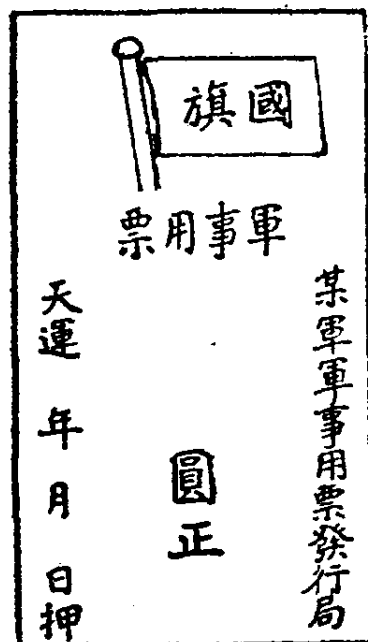 國旗
軍事用票
某軍軍事用票發行局
圓正
天運 年 月 日押